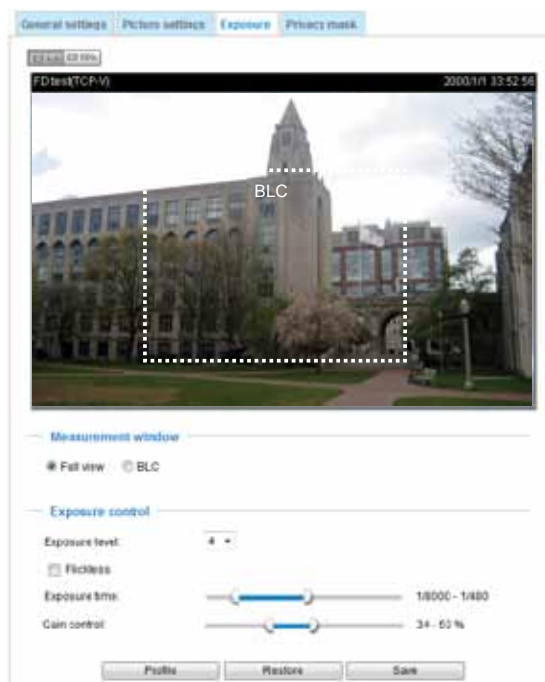 General settings Picture settings Exposure Privacy mask
FDtest(TCP-V) 2000/1/1 33:52:56
BLC
Measurement window
Full view BLC
Exposure control
Exposure level: 4
Flickless
Exposure time: 1/8000 - 1/480
Gain control: 34 - %
Profile Restore Save